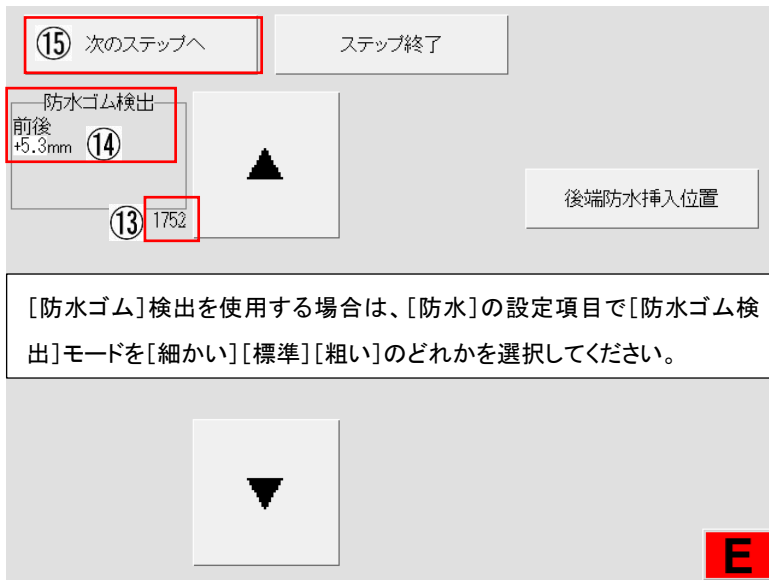 ⑮ 次のステップへ
ステップ終了
防水ゴム検出
前後
+5.3mm ⑭
⑬ 1752
▲
後端防水挿入位置
[防水ゴム]検出を使用する場合は、[防水]の設定項目で[防水ゴム検
出]モードを[細かい][標準][粗い]のどれかを選択してください。
▼
E